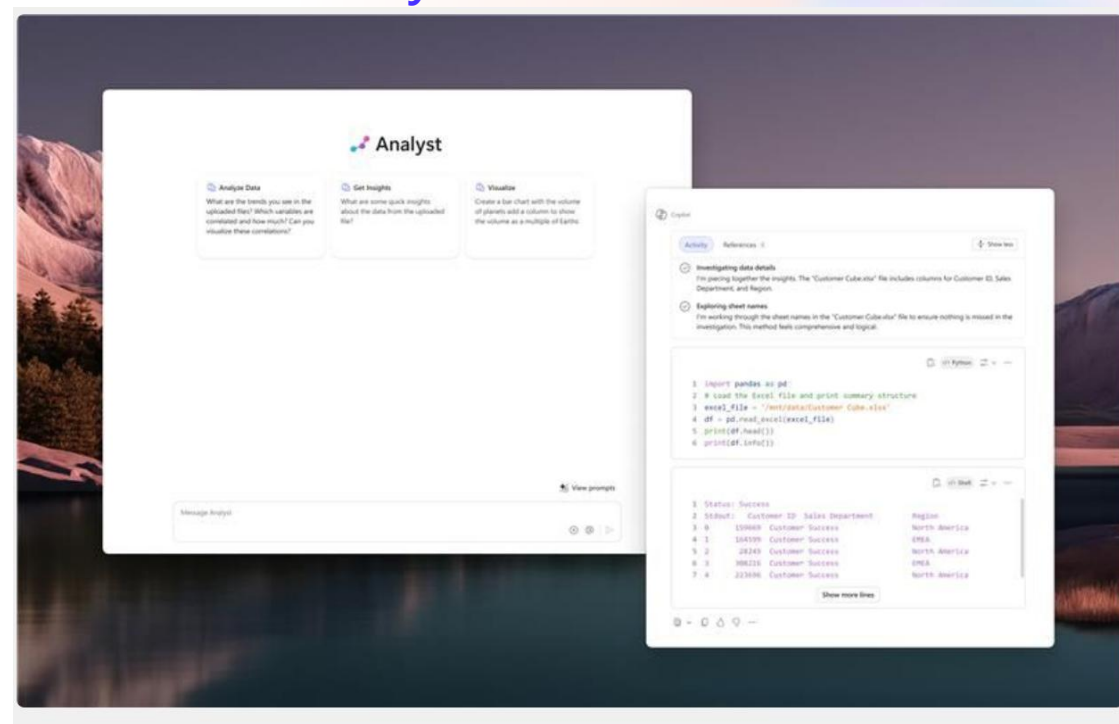 Analyst
Analyze Data
What are the trends you see in the
uploaded files? Which variables are
correlated and how much? Can you
visualize these correlations?
Get Insights
What are some quick insights
about the data from the uploaded
file?
Visualize
Create a bar chart with the volume
of planets add a column to show
the volume as a multiple of Earths
View prompts
Message Analyst
Copilot
Activity
References
Show less
Investigating data details
I'm piecing together the insights. The "Customer Cube.xlsx" file includes columns for Customer ID, Sales
Department, and Region.
Exploring sheet names
I'm working through the sheet names in the "Customer Cube.xlsx" file to ensure nothing is missed in the
investigation. This method feels comprehensive and logical.
Python
1 import pandas as pd
2 # Load the Excel file and print summary structure
3 excel_file = "/mnt/data/Customer Cube.xlsx"
4 df = pd.read_excel(excel_file)
5 print(df.head())
6 print(df.info())
Shell
1 Status: Success
2 Stdout: Customer ID Sales Department Region
3 0 Customer Success North America
4 1 Customer Success EMEA
5 2 Customer Success North America
6 3 Customer Success EMEA
7 4 Customer Success North America
Show more lines